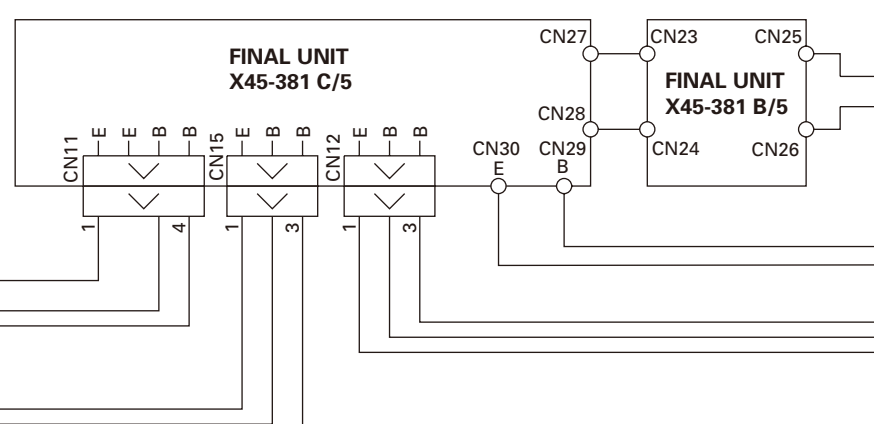 CN27
CN23
CN25
FINAL UNIT
X45-381 C/5
FINAL UNIT
X45-381 B/5
CN28
CN24
CN26
CN11
E
E
B
B
CN15
E
B
B
CN12
E
B
B
CN30
E
CN29
B
1
4
1
3
1
3